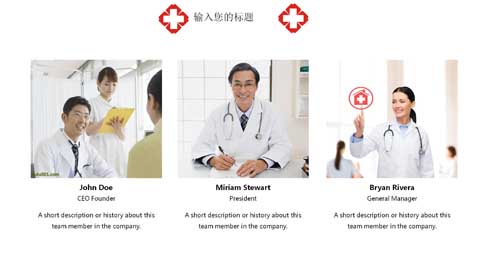 输入您的标题
John Doe
CEO Founder
A short description or history about this
team member in the company.
Miriam Stewart
President
A short description or history about this
team member in the company.
Bryan Rivera
General Manager
A short description or history about this
team member in the company.